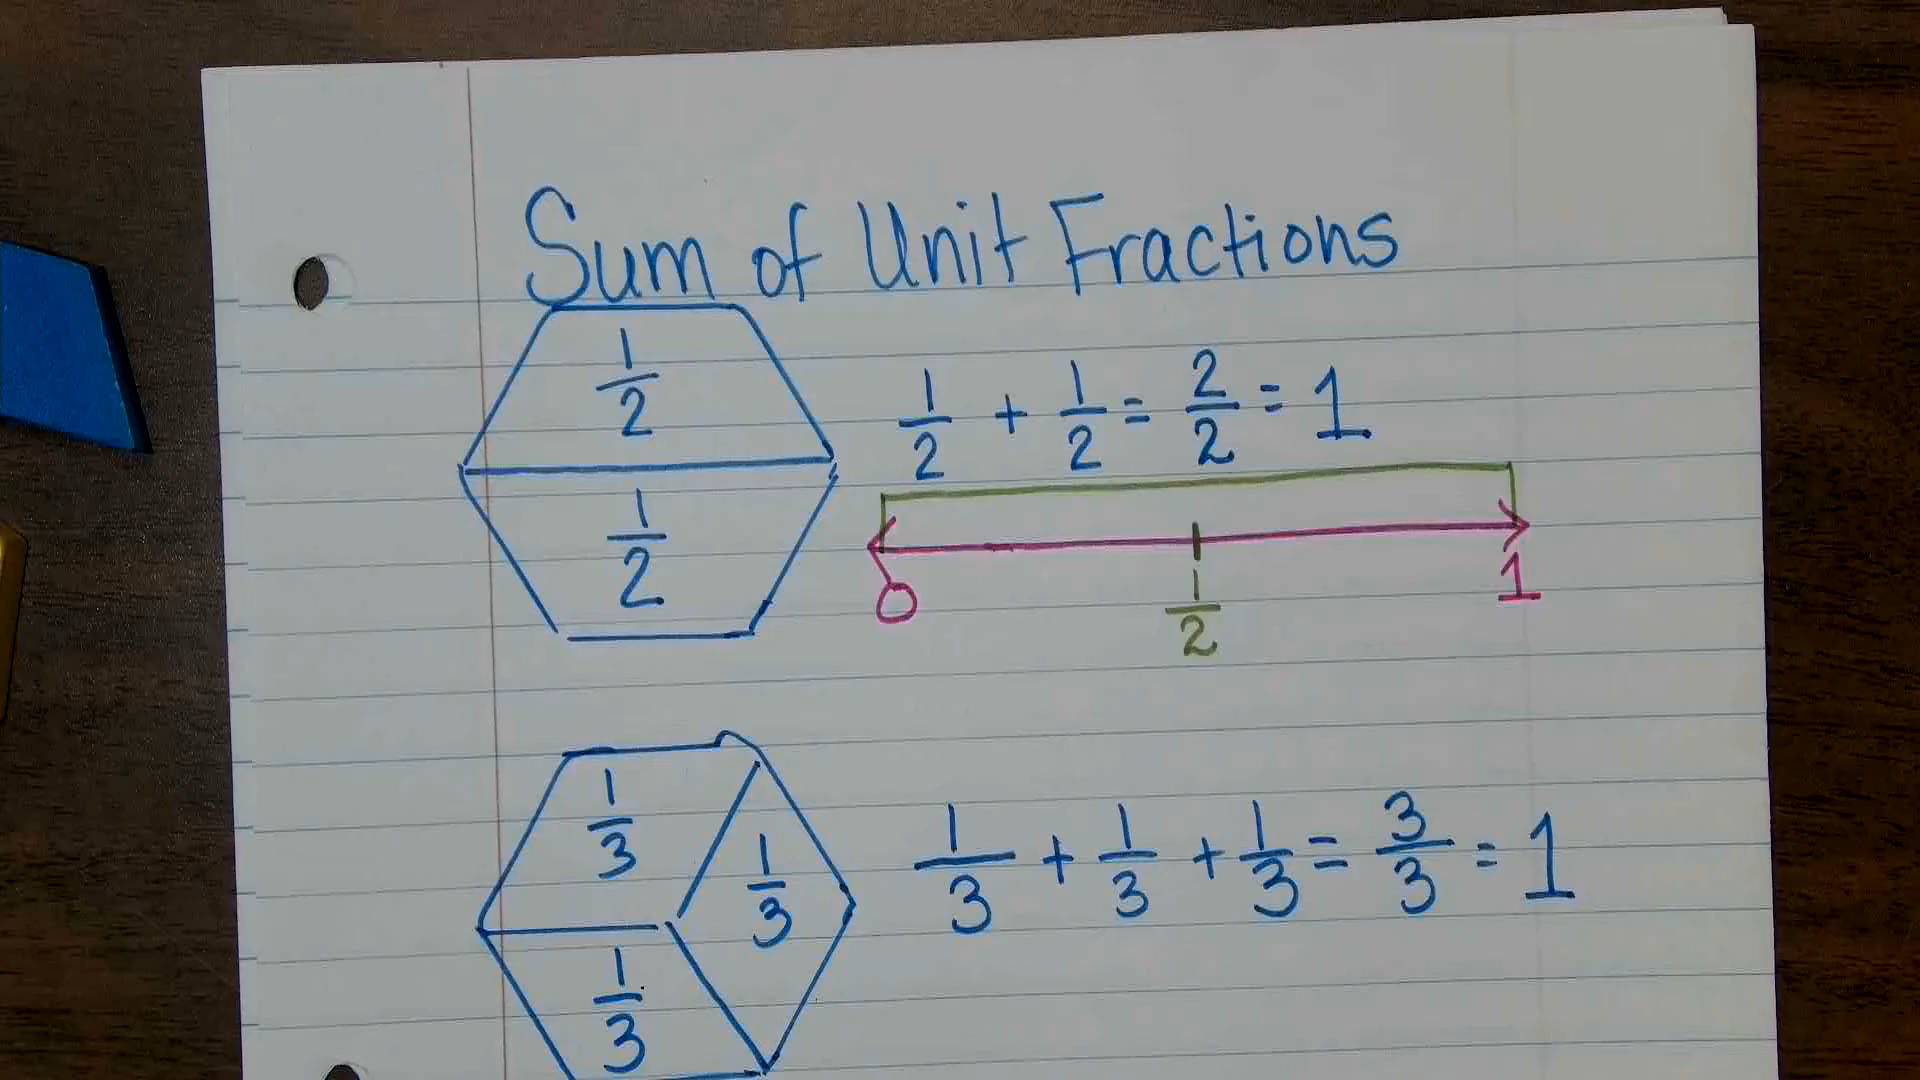 Sum of Unit Fractions
1/2
1/2 + 1/2 = 2/2 = 1
1/2
0 1/2 1
1/3
1/3
1/3 + 1/3 + 1/3 = 3/3 = 1
1/3